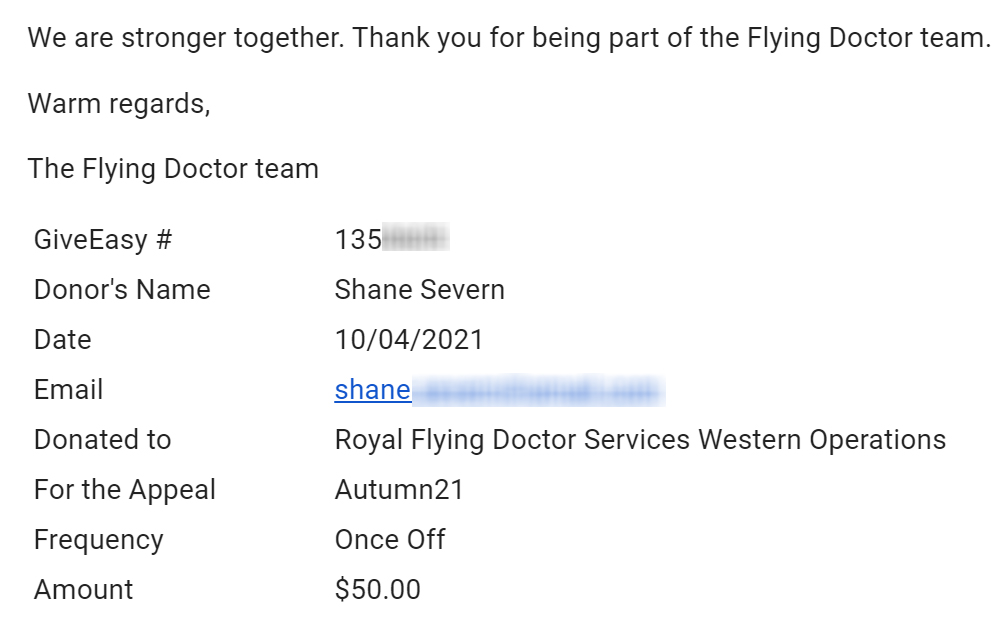 We are stronger together. Thank you for being part of the Flying Doctor team.
Warm regards,
The Flying Doctor team
GiveEasy # 135
Donor's Name Shane Severn
Date 10/04/2021
Email shane
Donated to Royal Flying Doctor Services Western Operations
For the Appeal Autumn21
Frequency Once Off
Amount $50.00